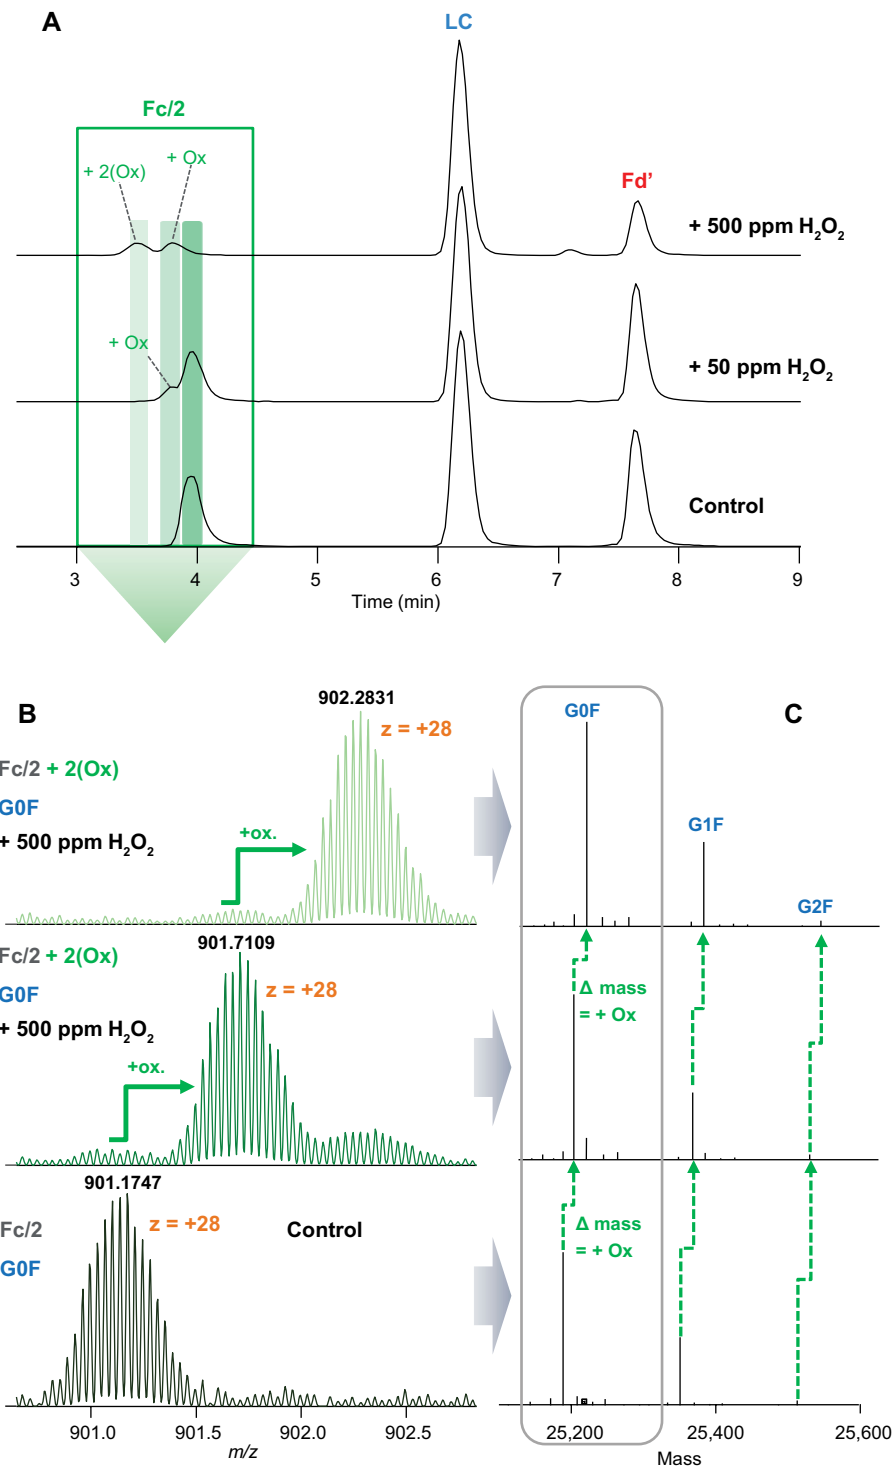 A
LC
Fc/2
+ Ox
+ 2(Ox)
Fd’
+ 500 ppm H₂O₂
+ Ox
+ 50 ppm H₂O₂
Control
3 4 5 6 7 8 9
Time (min)
B
902.2831
z = +28
Fc/2 + 2(Ox)
G0F
+ 500 ppm H₂O₂
+ox.
901.7109
Fc/2 + 2(Ox)
G0F
+ 500 ppm H₂O₂
z = +28
+ox.
901.1747
Fc/2
G0F
z = +28
Control
901.0 901.5 902.0 902.5
m/z
C
G0F
G1F
G2F
Δ mass
= + Ox
Δ mass
= + Ox
25,200 25,400 25,600
Mass